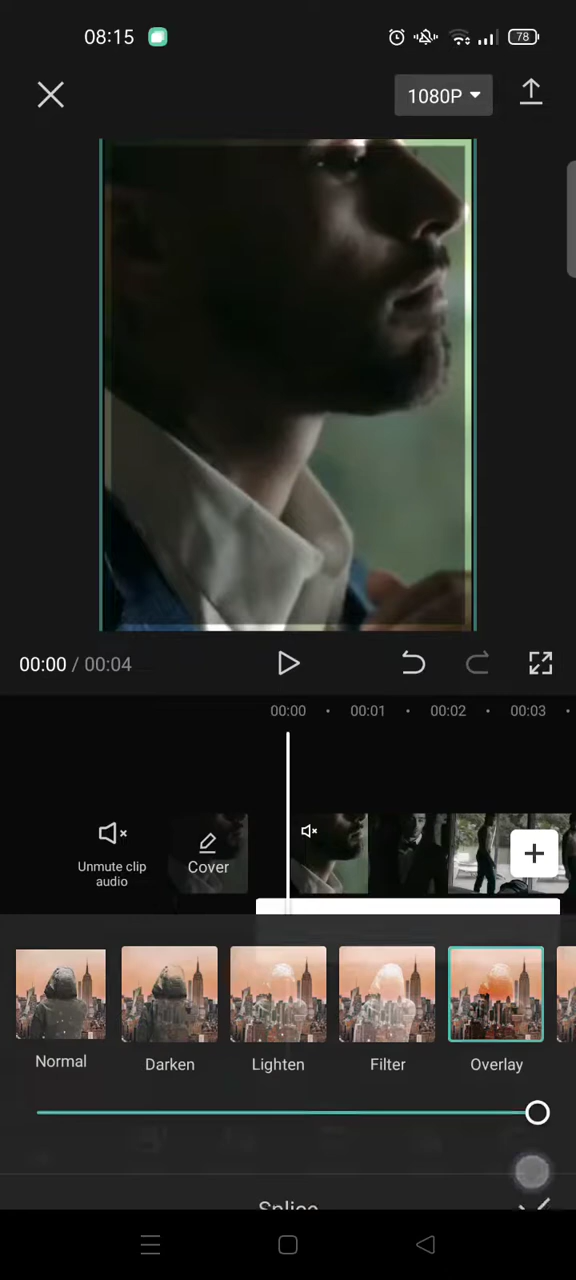 08:15
78
1080P
00:00 / 00:04
00:00 • 00:01 • 00:02 • 00:03 •
Unmute clip
audio
Cover
Normal
Darken
Lighten
Filter
Overlay
Splice